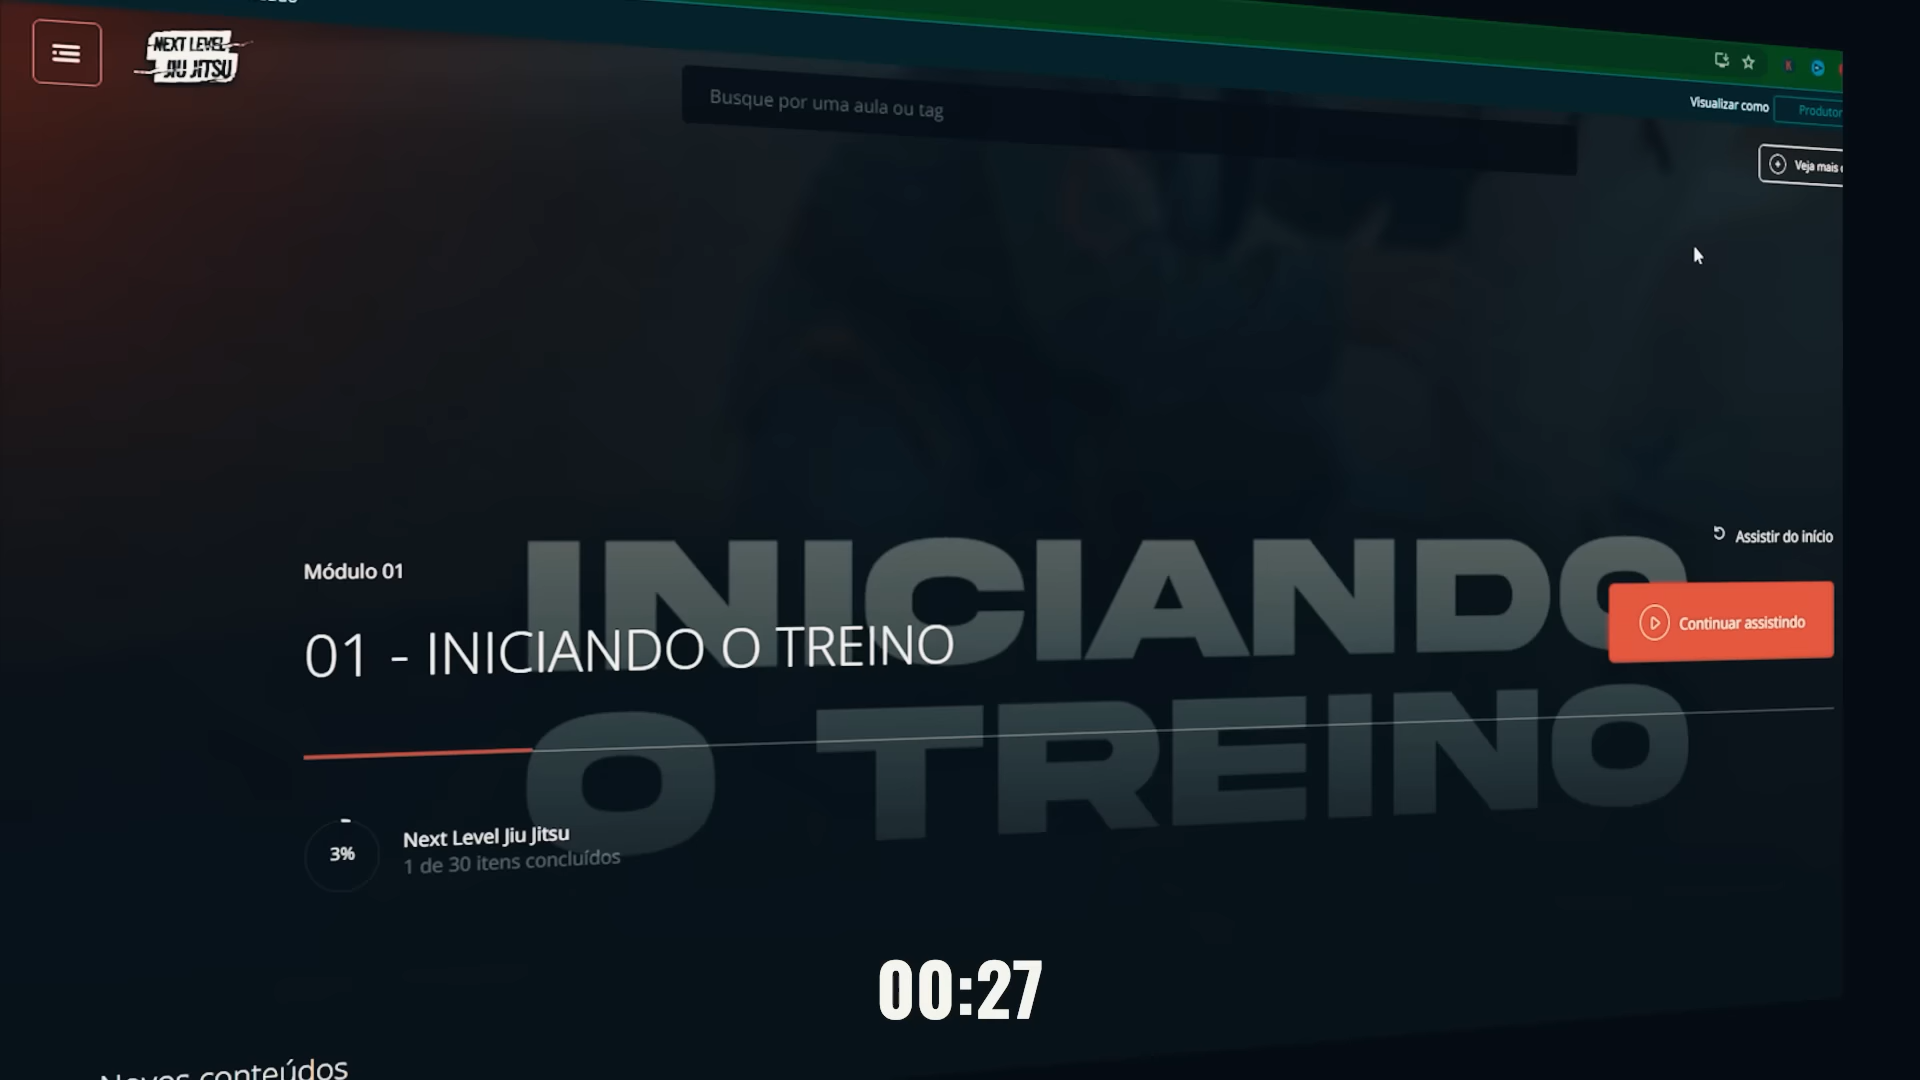 NEXT LEVEL
JIU JITSU
Busque por uma aula ou tag
Visualizar como
Produtor
Veja mais
Assistir do início
Módulo 01
INICIANDO
O TREINO
01 - INICIANDO O TREINO
Continuar assistindo
3%
Next Level Jiu Jitsu
1 de 30 itens concluídos
00:27
Novos conteúdos